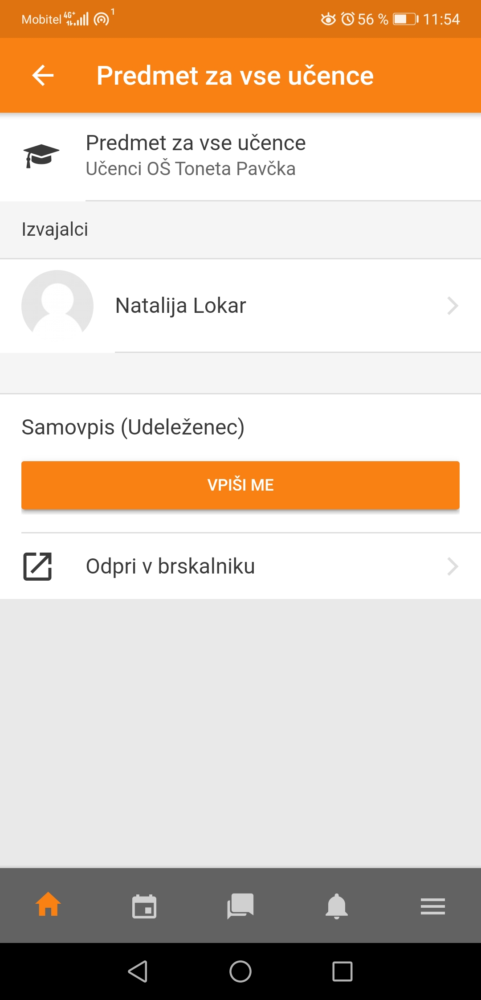 Mobitel 4G+ 1 56 % 11:54
Predmet za vse učence
Predmet za vse učence
Učenci OŠ Toneta Pavčka
Izvajalci
Natalija Lokar
Samovpis (Udeleženec)
VPIŠI ME
Odpri v brskalniku